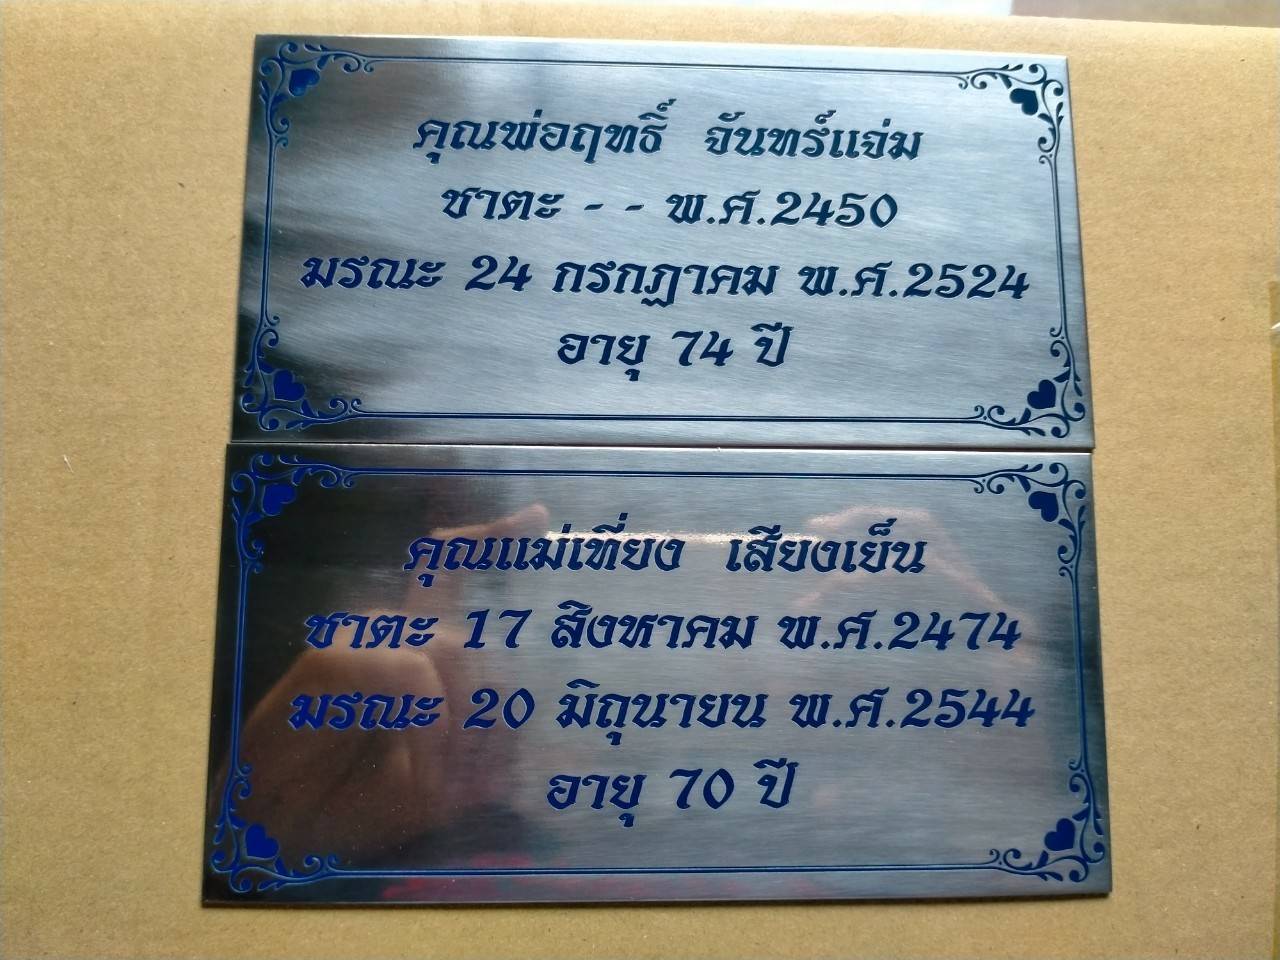 คุณพ่อฤทธิ์ จันทร์แจ่ม
ชาตะ - - พ.ศ.2450
มรณะ 24 กรกฎาคม พ.ศ.2524
อายุ 74 ปี
คุณแม่เที่ยง เสียงเย็น
ชาตะ 17 สิงหาคม พ.ศ.2474
มรณะ 20 มิถุนายน พ.ศ.2544
อายุ 70 ปี